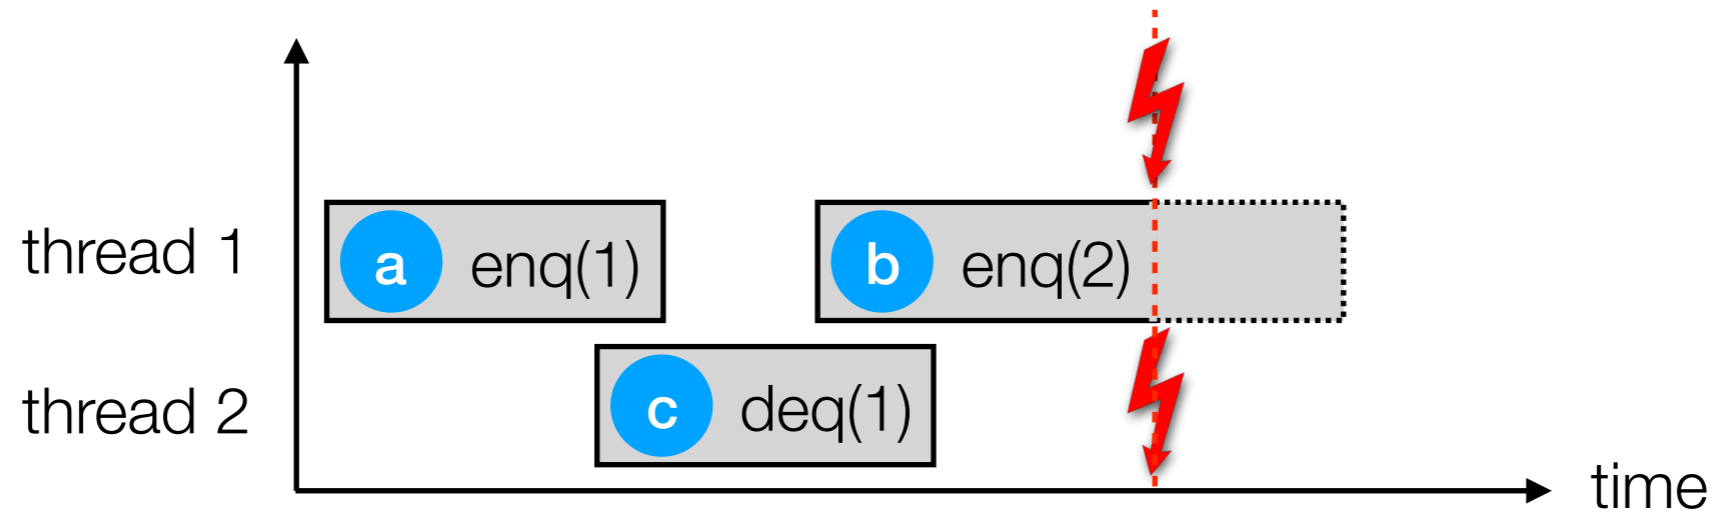 thread 1 a enq(1) b enq(2)
thread 2 c deq(1)
time